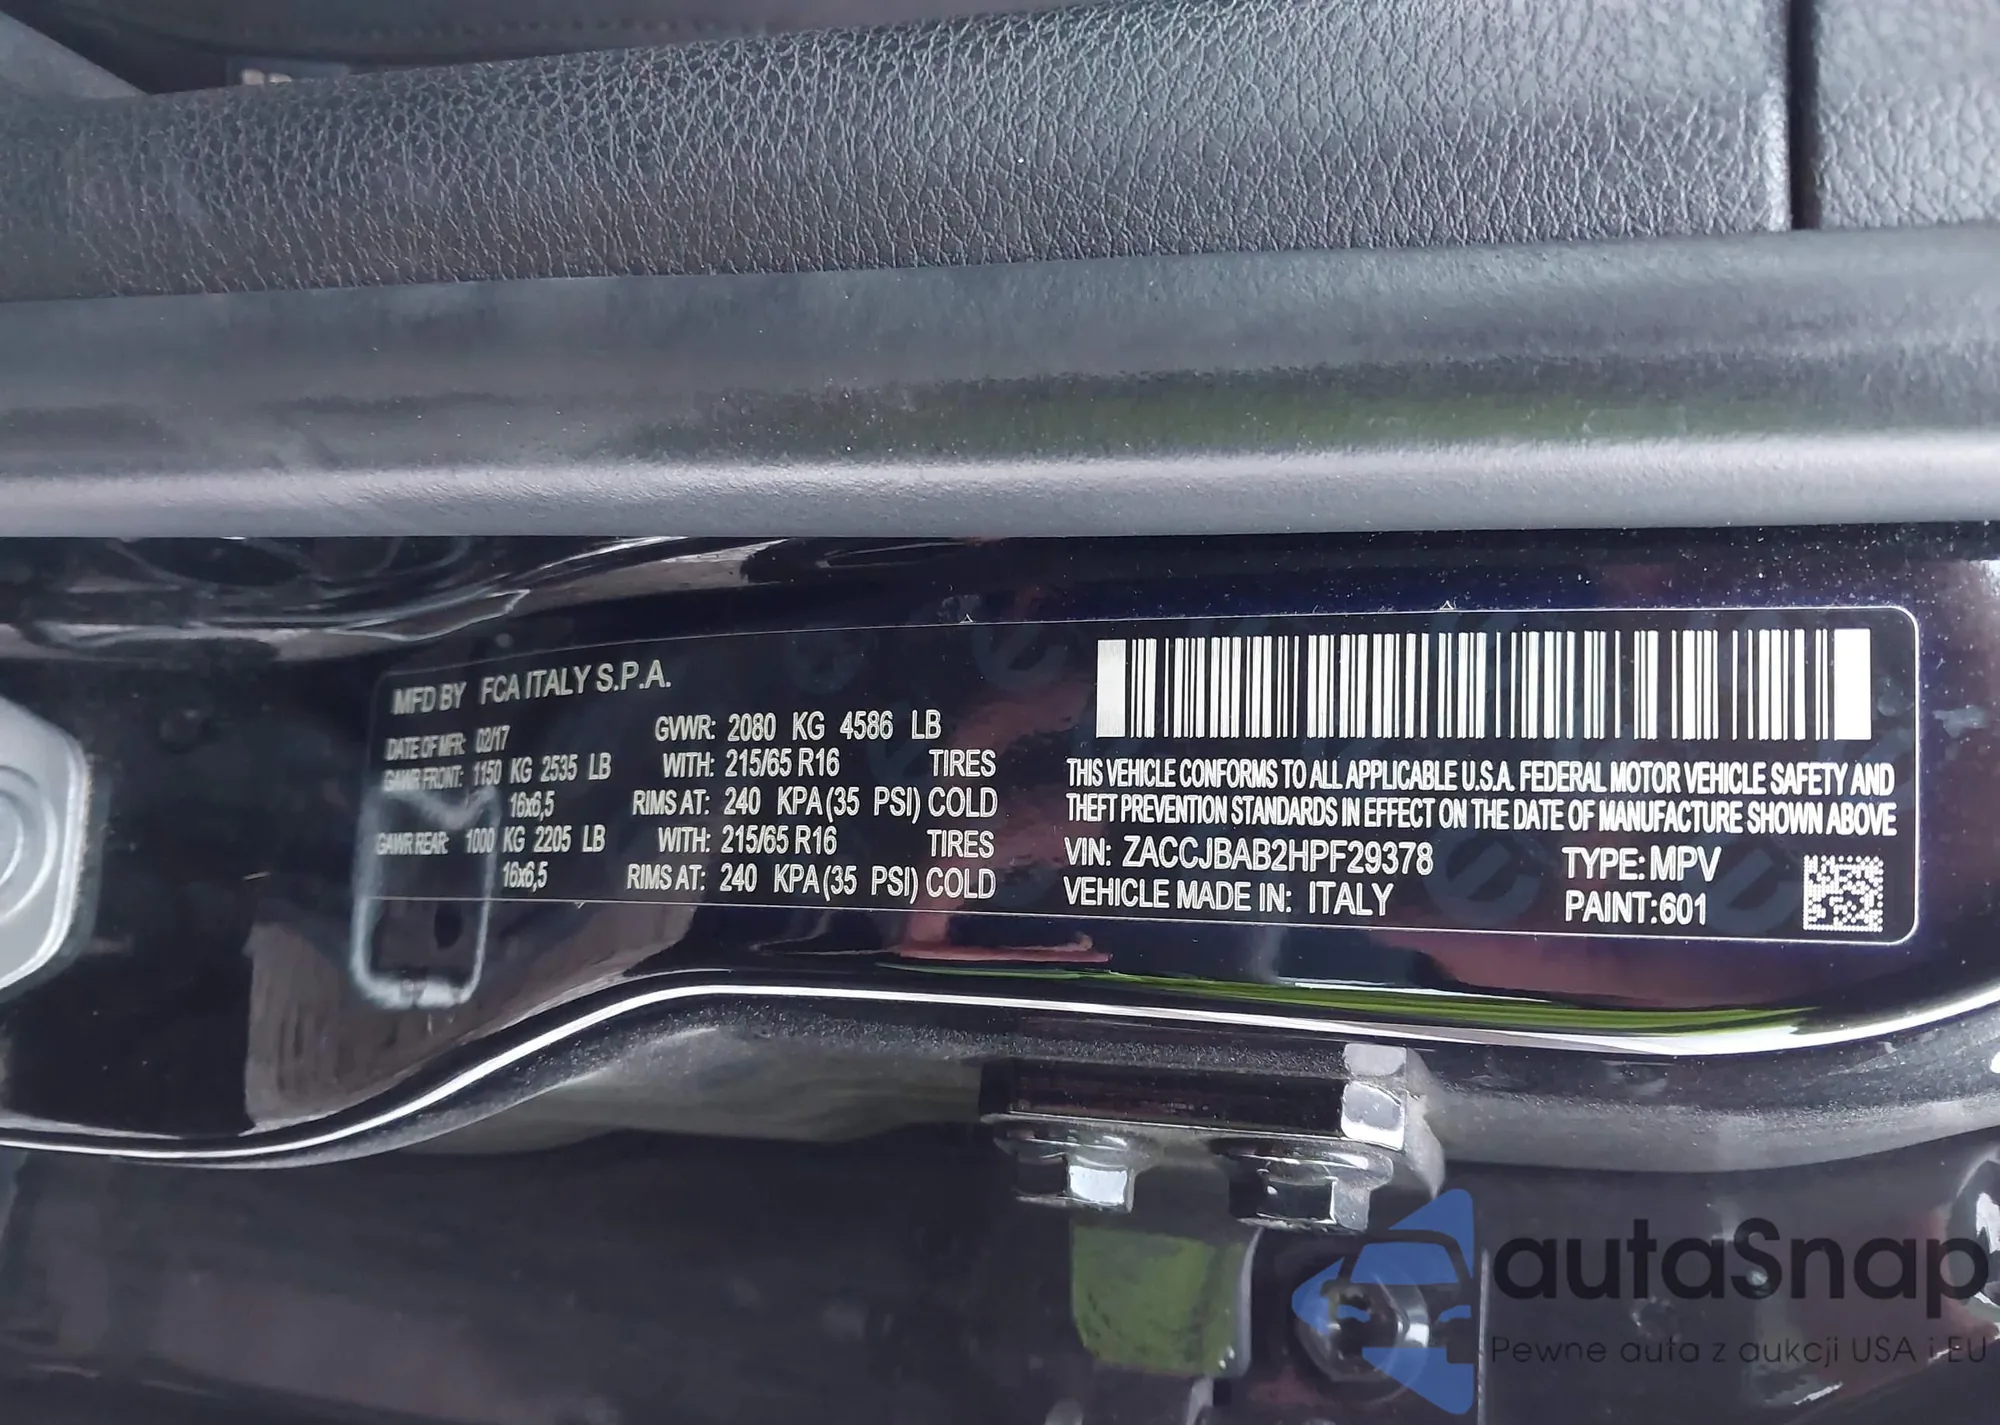 MFD BY FCA ITALY S.P.A.
DATE OF MFR: 02/17 GVWR: 2080 KG 4586 LB
GAWR FRONT: 1150 KG 2535 LB WITH: 215/65 R16 TIRES
16x6,5 RIMS AT: 240 KPA (35 PSI) COLD
GAWR REAR: 1000 KG 2205 LB WITH: 215/65 R16 TIRES
16x6,5 RIMS AT: 240 KPA (35 PSI) COLD
THIS VEHICLE CONFORMS TO ALL APPLICABLE U.S.A. FEDERAL MOTOR VEHICLE SAFETY AND
THEFT PREVENTION STANDARDS IN EFFECT ON THE DATE OF MANUFACTURE SHOWN ABOVE
VIN: ZACCJBAB2HPF29378 TYPE: MPV
VEHICLE MADE IN: ITALY PAINT: 601
autaSnap
Pewne auta z aukcji USA i EU